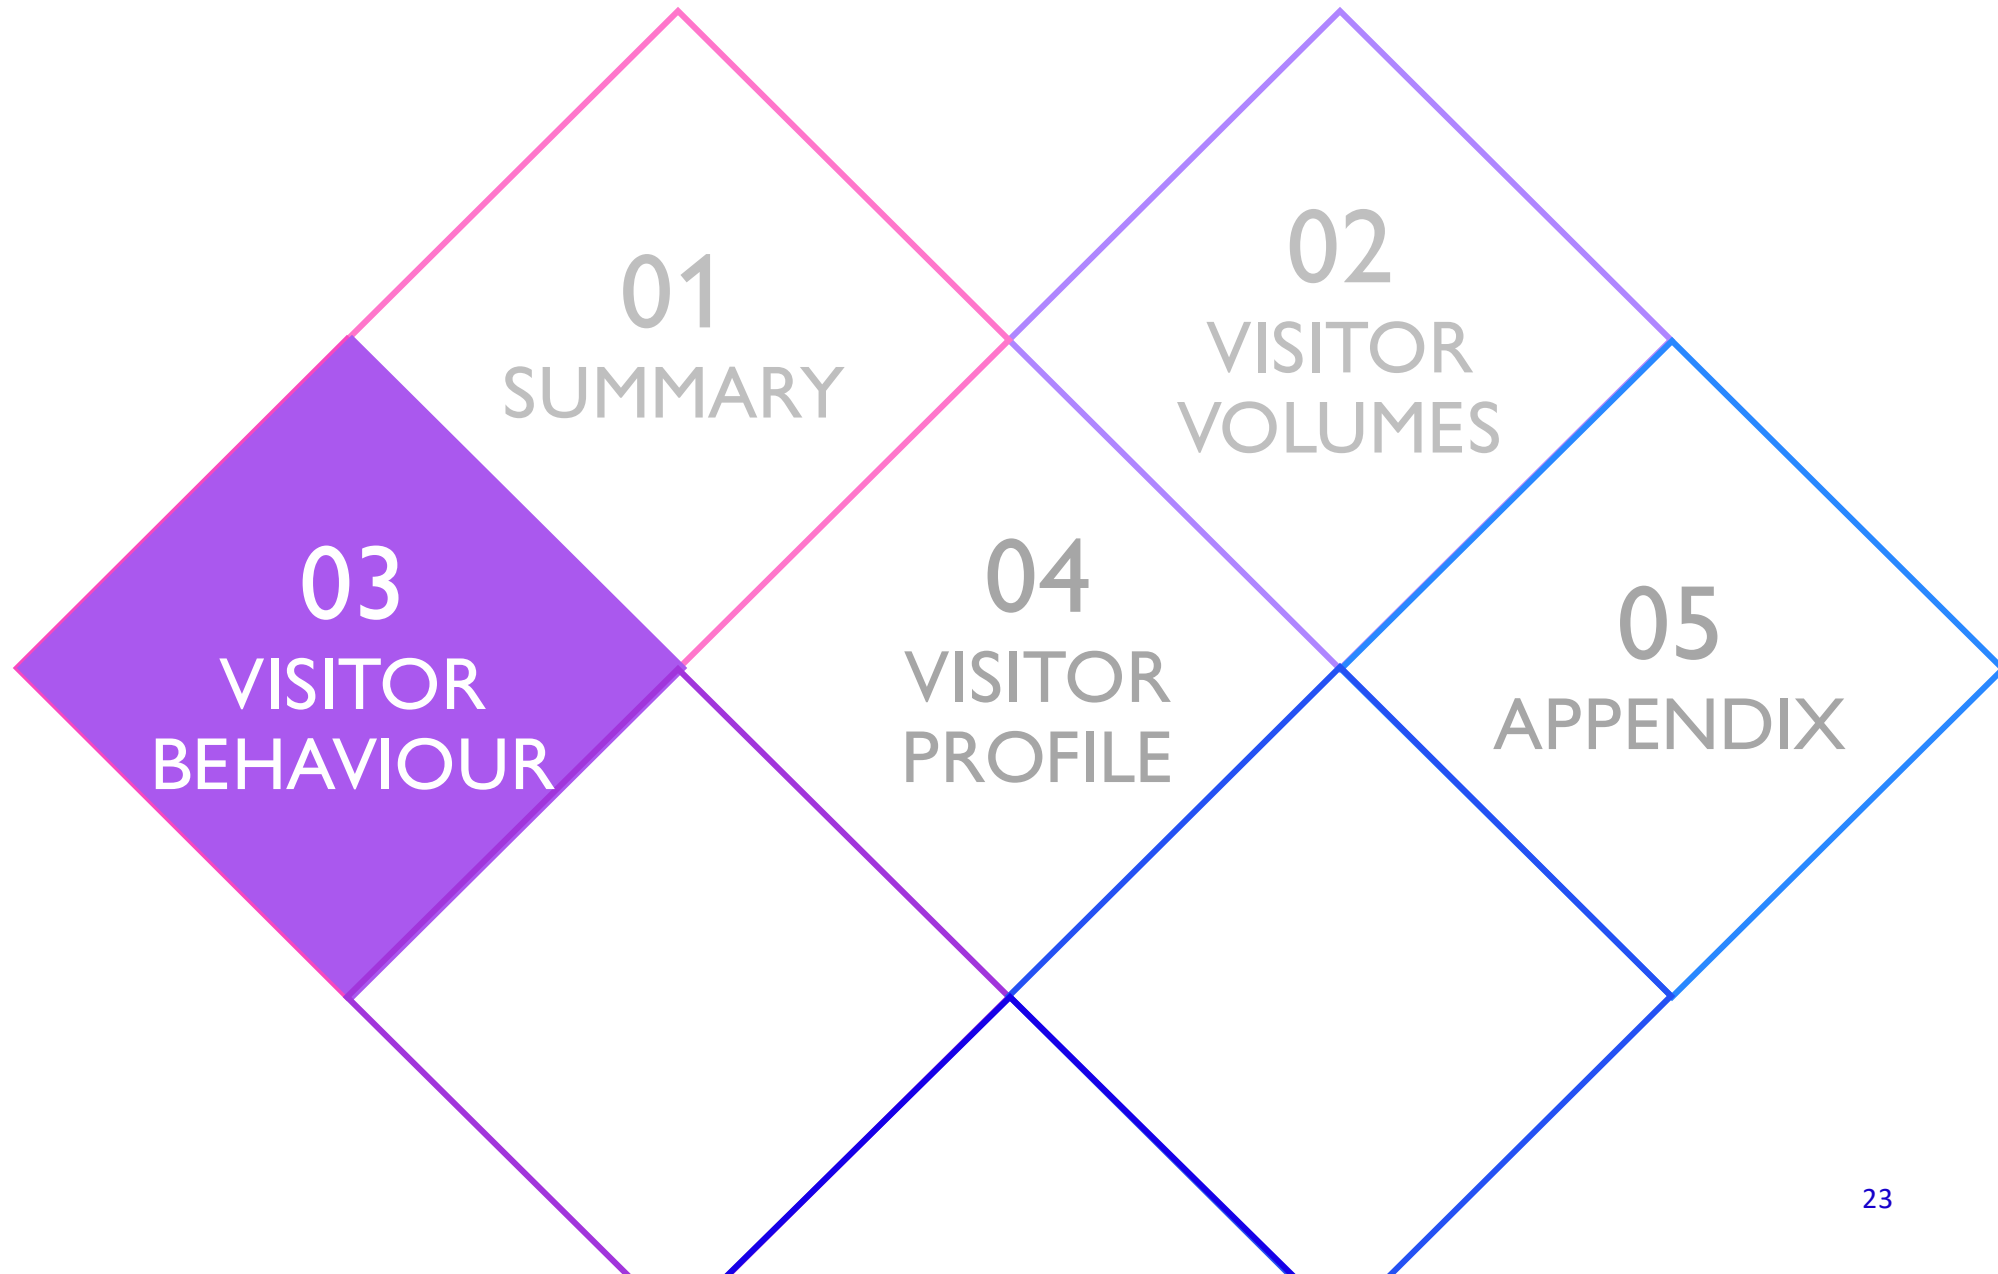 01
SUMMARY
02
VISITOR
VOLUMES
03
VISITOR
BEHAVIOUR
04
VISITOR
PROFILE
05
APPENDIX
23